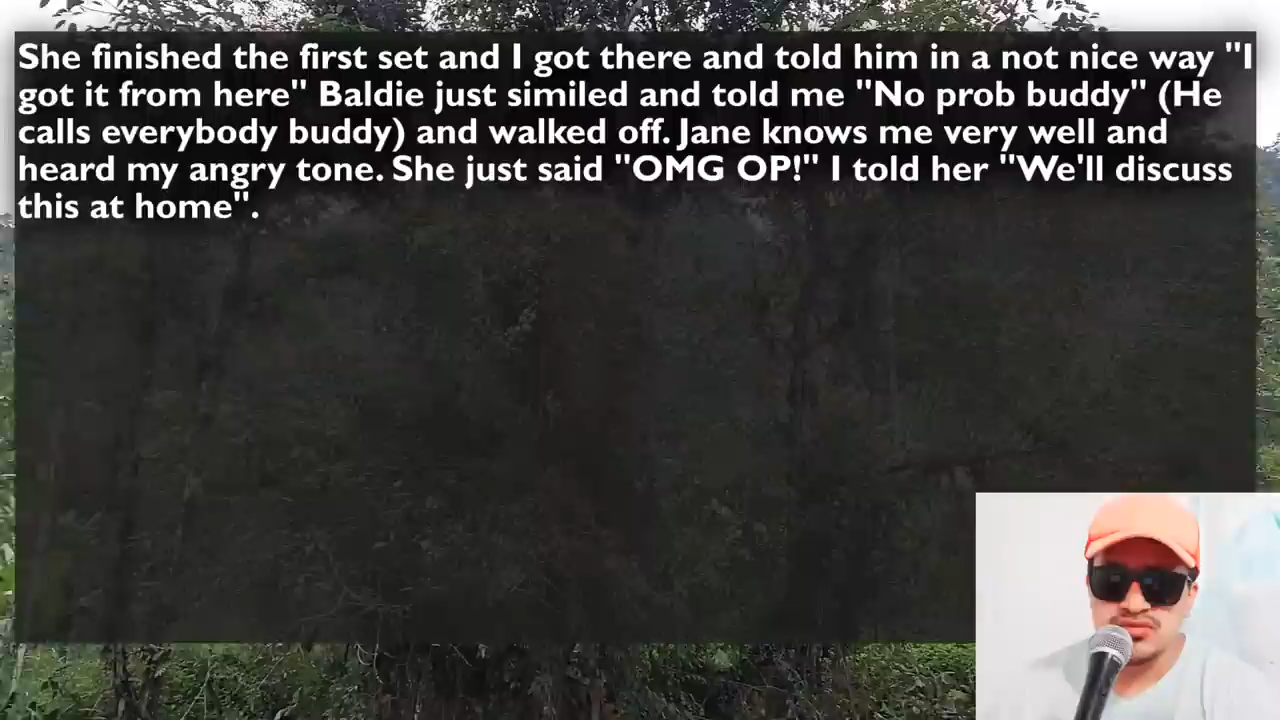 She finished the first set and I got there and told him in a not nice way "I
got it from here" Baldie just similed and told me "No prob buddy" (He
calls everybody buddy) and walked off. Jane knows me very well and
heard my angry tone. She just said "OMG OP!" I told her "We'll discuss
this at home".